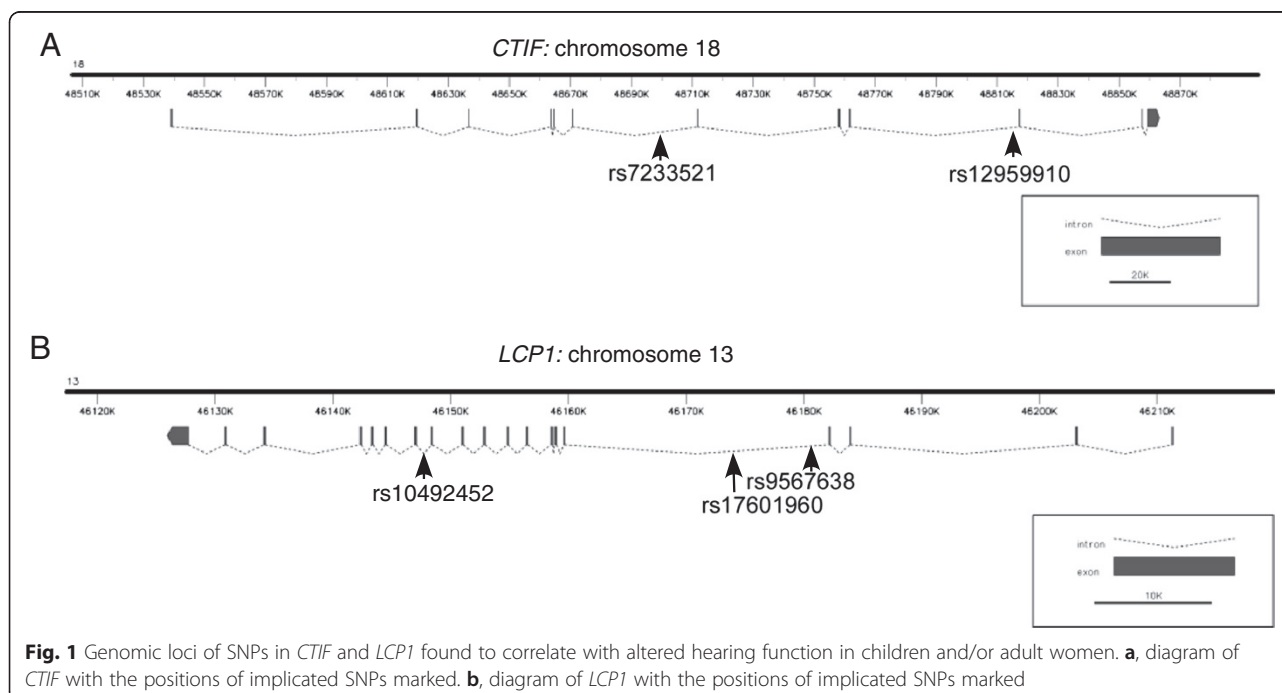 A
CTIF: chromosome 18
18
48510K 48530K 48550K 48570K 48590K 48610K 48630K 48650K 48670K 48690K 48710K 48730K 48750K 48770K 48790K 48810K 48830K 48850K 48870K
rs7233521 rs12959910
intron
exon
20K
B
LCP1: chromosome 13
13
46120K 46130K 46140K 46150K 46160K 46170K 46180K 46190K 46200K 46210K
rs10492452 rs9567638
rs17601960
intron
exon
10K
Fig. 1 Genomic loci of SNPs in CTIF and LCP1 found to correlate with altered hearing function in children and/or adult women. a, diagram of
CTIF with the positions of implicated SNPs marked. b, diagram of LCP1 with the positions of implicated SNPs marked